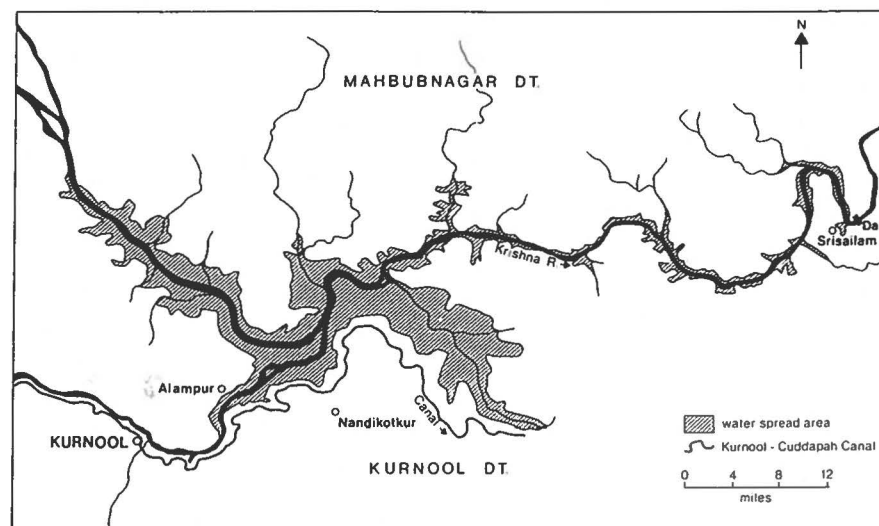 N
MAHBUBNAGAR DT.
Krishna R.
Srisailam
Da
Alampur
KURNOOL
Nandikotkur
Canal
KURNOOL DT.
water spread area
Kurnool - Cuddapah Canal
0 4 8 12
miles